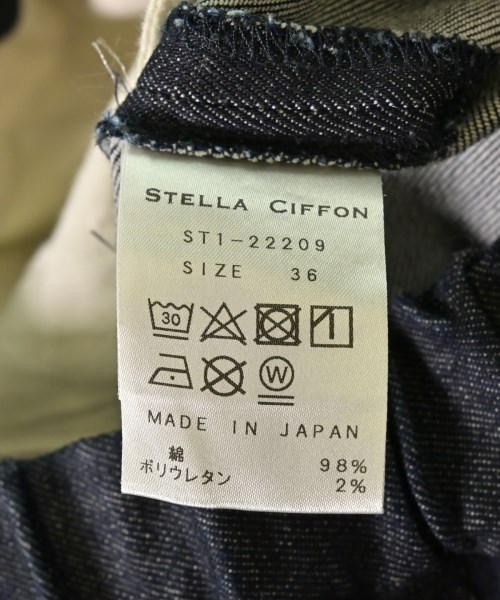 STELLA CIFFON
ST1-22209
SIZE 36
30
W
MADE IN JAPAN
綿 98%
ポリウレタン 2%